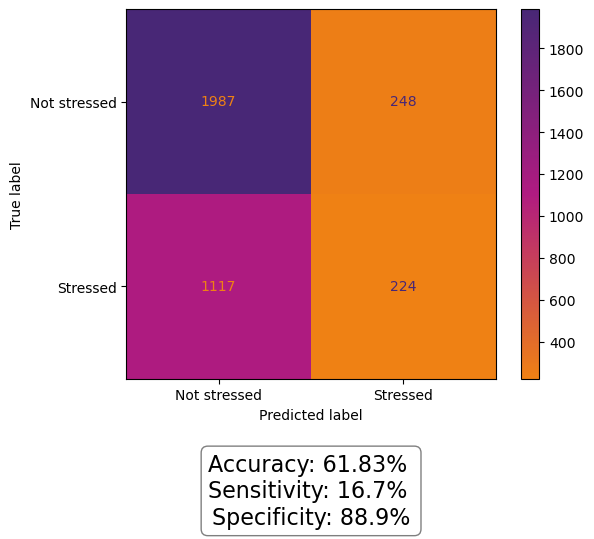 True label
Not stressed
1987
248
Stressed
1117
224
Not stressed
Stressed
Predicted label
1800
1600
1400
1200
1000
800
600
400
Accuracy: 61.83%
Sensitivity: 16.7%
Specificity: 88.9%